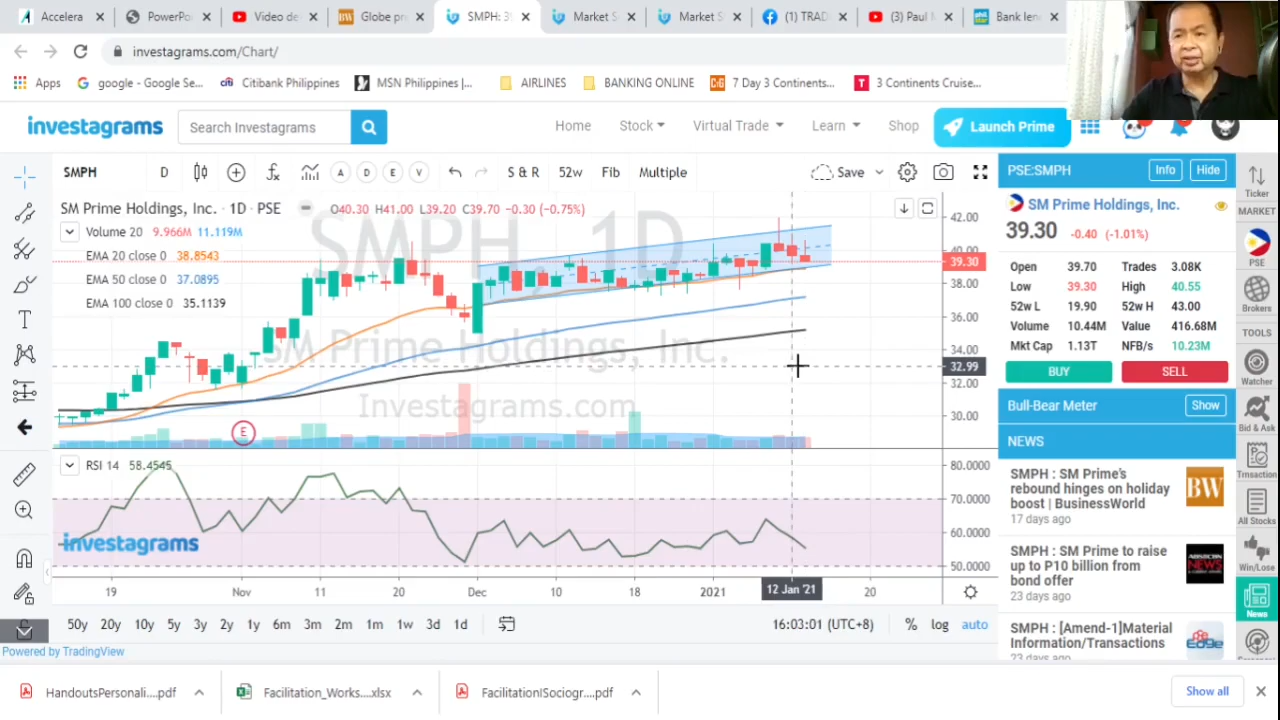 Accelera
PowerPo
Video de
Globe pr
SMPH: 3
Market S
Market S
(1) TRAD
(3) Paul
Bank len
investagrams.com/Chart/
Apps
google - Google Se...
Citibank Philippines
MSN Philippines |...
AIRLINES
BANKING ONLINE
7 Day 3 Continents...
3 Continents Cruise...
investagrams
Search Investagrams
Home
Stock
Virtual Trade
Learn
Shop
Launch Prime
SMPH
D
A
D
E
V
S & R
52w
Fib
Multiple
Save
SM Prime Holdings, Inc. · 1D · PSE
O40.30 H41.00 L39.20 C39.70 -0.30 (-0.75%)
Volume 20 9.966M 11.119M
EMA 20 close 0 38.8543
EMA 50 close 0 37.0895
EMA 100 close 0 35.1139
SMPH, 1D
SM Prime Holdings, Inc.
Investagrams.com
E
42.00
40.00
39.30
38.00
36.00
34.00
32.99
32.00
30.00
RSI 14 58.4545
80.0000
70.0000
60.0000
50.0000
investagrams
19
Nov
11
20
Dec
10
18
2021
12 Jan '21
20
50y
20y
10y
5y
3y
2y
1y
6m
3m
2m
1m
1w
3d
1d
16:03:01 (UTC+8)
%
log
auto
Powered by TradingView
PSE:SMPH
Info
Hide
SM Prime Holdings, Inc.
39.30 -0.40 (-1.01%)
Open 39.70 Trades 3.08K
Low 39.30 High 40.55
52w L 19.90 52w H 43.00
Volume 10.44M Value 416.68M
Mkt Cap 1.13T NFB/s 10.23M
BUY
SELL
Bull-Bear Meter
Show
NEWS
SMPH : SM Prime's
rebound hinges on holiday
boost | BusinessWorld
17 days ago
BW
SMPH : SM Prime to raise
up to P10 billion from
bond offer
23 days ago
SMPH : [Amend-1]Material
Information/Transactions
23 days ago
Ticker
MARKET
PSE
Brokers
TOOLS
Watcher
Bid & Ask
Trnsaction
All Stocks
Win/Lose
News
HandoutsPersonali....pdf
Facilitation_Works....xlsx
FacilitationISociogr....pdf
Show all